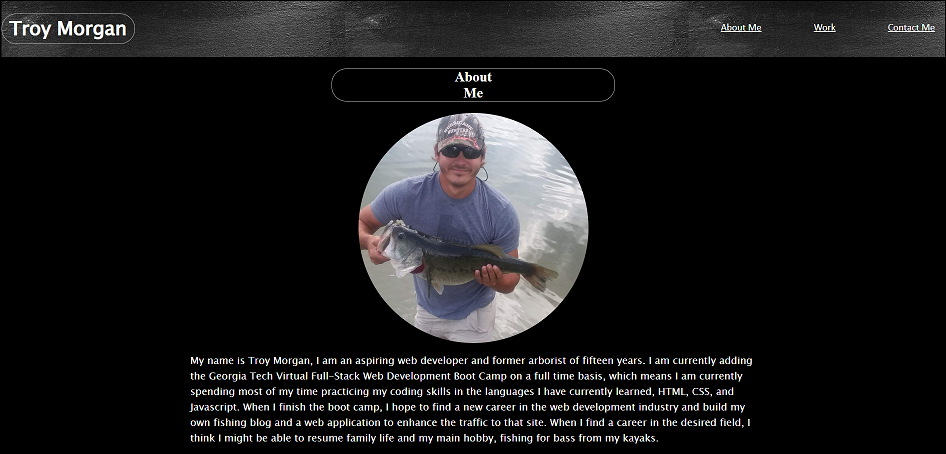 Troy Morgan
About Me
Work
Contact Me
About
Me
My name is Troy Morgan, I am an aspiring web developer and former arborist of fifteen years. I am currently adding
the Georgia Tech Virtual Full-Stack Web Development Boot Camp on a full time basis, which means I am currently
spending most of my time practicing my coding skills in the languages I have currently learned, HTML, CSS, and
Javascript. When I finish the boot camp, I hope to find a new career in the web development industry and build my
own fishing blog and a web application to enhance the traffic to that site. When I find a career in the desired field, I
think I might be able to resume family life and my main hobby, fishing for bass from my kayaks.